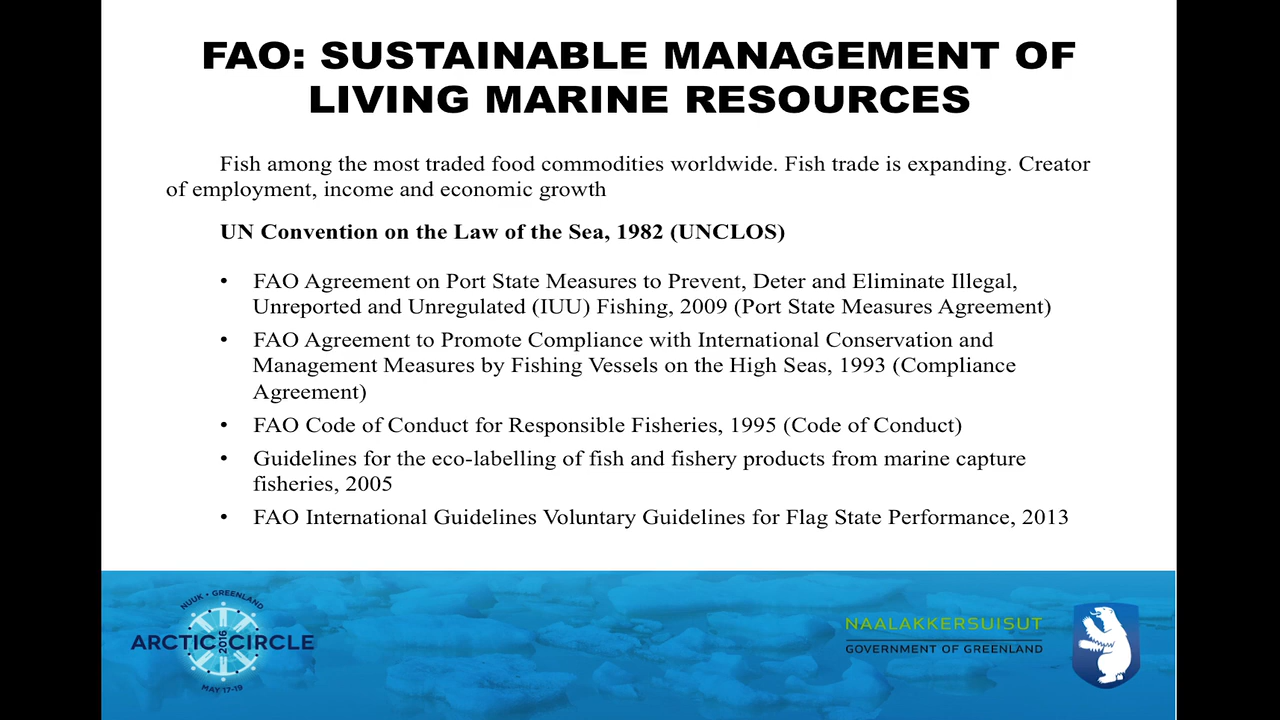 FAO: SUSTAINABLE MANAGEMENT OF
LIVING MARINE RESOURCES
Fish among the most traded food commodities worldwide. Fish trade is expanding. Creator
of employment, income and economic growth
UN Convention on the Law of the Sea, 1982 (UNCLOS)
• FAO Agreement on Port State Measures to Prevent, Deter and Eliminate Illegal,
Unreported and Unregulated (IUU) Fishing, 2009 (Port State Measures Agreement)
• FAO Agreement to Promote Compliance with International Conservation and
Management Measures by Fishing Vessels on the High Seas, 1993 (Compliance
Agreement)
• FAO Code of Conduct for Responsible Fisheries, 1995 (Code of Conduct)
• Guidelines for the eco-labelling of fish and fishery products from marine capture
fisheries, 2005
• FAO International Guidelines Voluntary Guidelines for Flag State Performance, 2013
NUUK • GREENLAND
ARCTIC 2016 CIRCLE
MAY 17-19
NAALAKKERSUISUT
GOVERNMENT OF GREENLAND